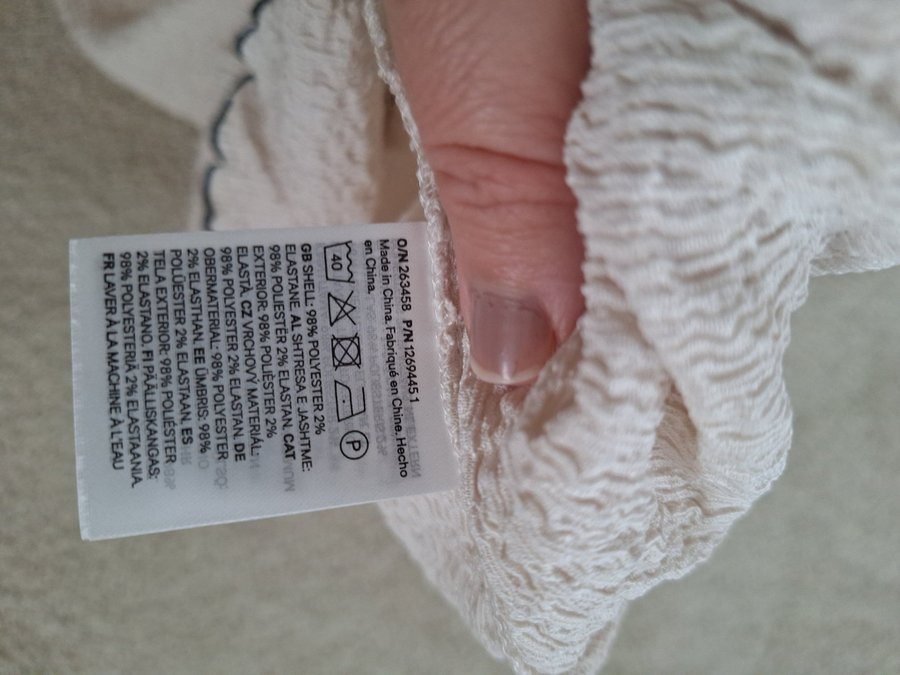 O/N 263458 P/N 1269445 1
Made in China. Fabriqué en Chine. Hecho
en China.
40 P
GB SHELL: 98% POLYESTER 2%
ELASTANE. AL SHTRESA E JASHTME:
98% POLIESTËR 2% ELASTAN. CAT
EXTERIOR: 98% POLIÈSTER 2%
ELASTÀ. CZ VRCHOVÝ MATERIÁL:
98% POLYESTER 2% ELASTAN. DE
OBERMATERIAL: 98% POLYESTER
2% ELASTHAN. EE ÜMBRIS: 98%
POLÜESTER 2% ELASTAAN. ES
TELA EXTERIOR: 98% POLIÉSTER
2% ELASTANO. FI PÄÄLLISKANGAS:
98% POLYESTERIÄ 2% ELASTAANIA.
FR LAVER À LA MACHINE À L'EAU